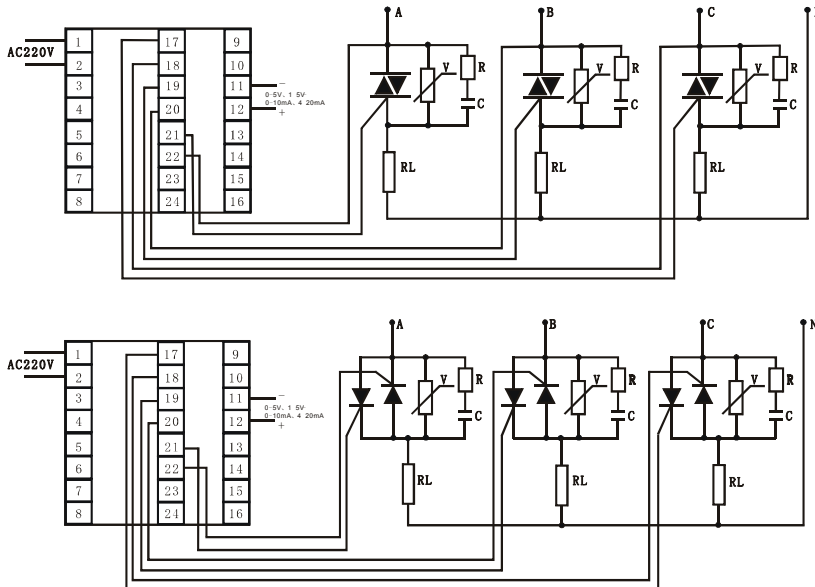 A B C
AC220V
1 17 9
2 18 10
3 19 11 −
0-5V. 1 5V·
0-10mA. 4 20mA
4 20 12 +
5 21 13
6 22 14
7 23 15
8 24 16
V R C
V R C
V R C
RL RL RL
A B C N
AC220V
1 17 9
2 18 10
3 19 11 −
0-5V. 1 5V·
0-10mA. 4 20mA
4 20 12 +
5 21 13
6 22 14
7 23 15
8 24 16
V R C
V R C
V R C
RL RL RL